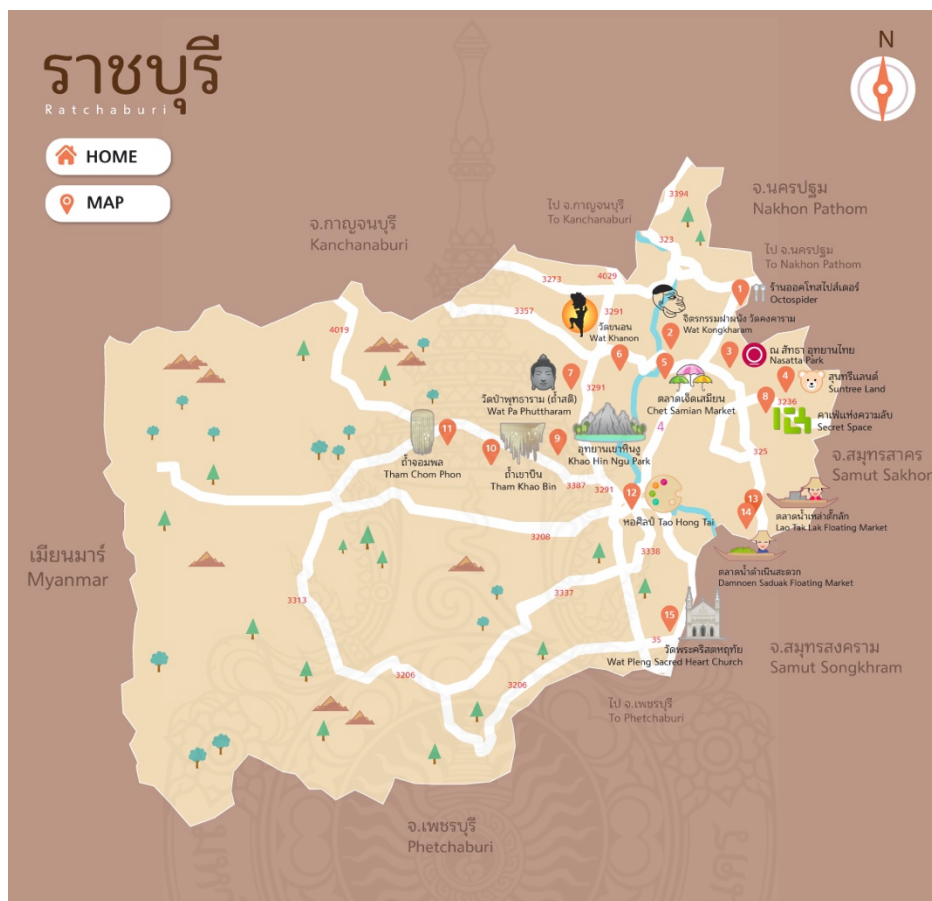 ราชบุรี
Ratchaburi
N
HOME
MAP
จ.กาญจนบุรี
Kanchanaburi
ไป จ.กาญจนบุรี
To Kanchanaburi
จ.นครปฐม
Nakhon Pathom
ไป จ.นครปฐม
To Nakhon Pathom
3394
323
3273
4029
3357
3291
4019
1
ร้านออคโทสไปส์เดอร์
Octospider
จิตรกรรมฝาผนัง วัดคงคาราม
Wat Kongkharam
2
วัดขนอน
Wat Khanon
6
3
ณ สัทธา อุทยานไทย
Nasatta Park
4
สุนทรีแลนด์
Suntree Land
3236
5
ตลาดเจ็ดเสมียน
Chet Samian Market
7
วัดป่าพุทธาราม (ถ้ำสติ)
Wat Pa Phuttharam
3291
8
คาเฟ่แห่งความลับ
Secret Space
4
9
อุทยานเขาหินงู
Khao Hin Ngu Park
10
ถ้ำเขาบิน
Tham Khao Bin
11
ถ้ำจอมพล
Tham Chom Phon
325
จ.สมุทรสาคร
Samut Sakhon
3387
3291
12
หอศิลป์ Tao Hong Tai
13
ตลาดน้ำเหล่าตั๊กลัก
Lao Tak Lak Floating Market
14
ตลาดน้ำดำเนินสะดวก
Damnoen Saduak Floating Market
3208
3338
3337
3313
เมียนมาร์
Myanmar
15
วัดพระคริสตหฤทัย
Wat Pleng Sacred Heart Church
35
3206
3206
จ.สมุทรสงคราม
Samut Songkhram
ไป จ.เพชรบุรี
To Phetchaburi
จ.เพชรบุรี
Phetchaburi